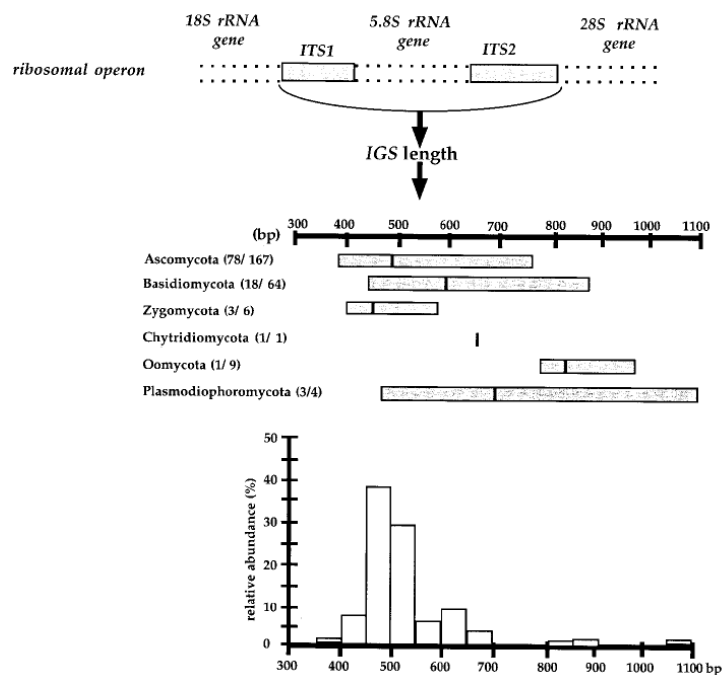 18S rRNA gene 5.8S rRNA gene 28S rRNA gene
ITS1 ITS2
ribosomal operon
IGS length
(bp) 300 400 500 600 700 800 900 1000 1100
Ascomycota (78/ 167)
Basidiomycota (18/ 64)
Zygomycota (3/ 6)
Chytridiomycota (1/ 1)
Oomycota (1/ 9)
Plasmodiophoromycota (3/4)
relative abundance (%)
50
40
30
20
10
0
300 400 500 600 700 800 900 1000 1100 bp